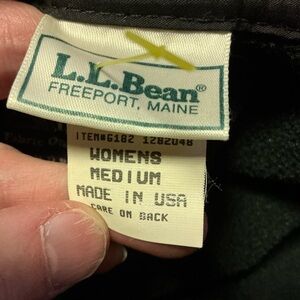 L.L.Bean®
FREEPORT, MAINE
ITEM#6182 1282048
WOMENS
MEDIUM
MADE IN USA
CARE ON BACK